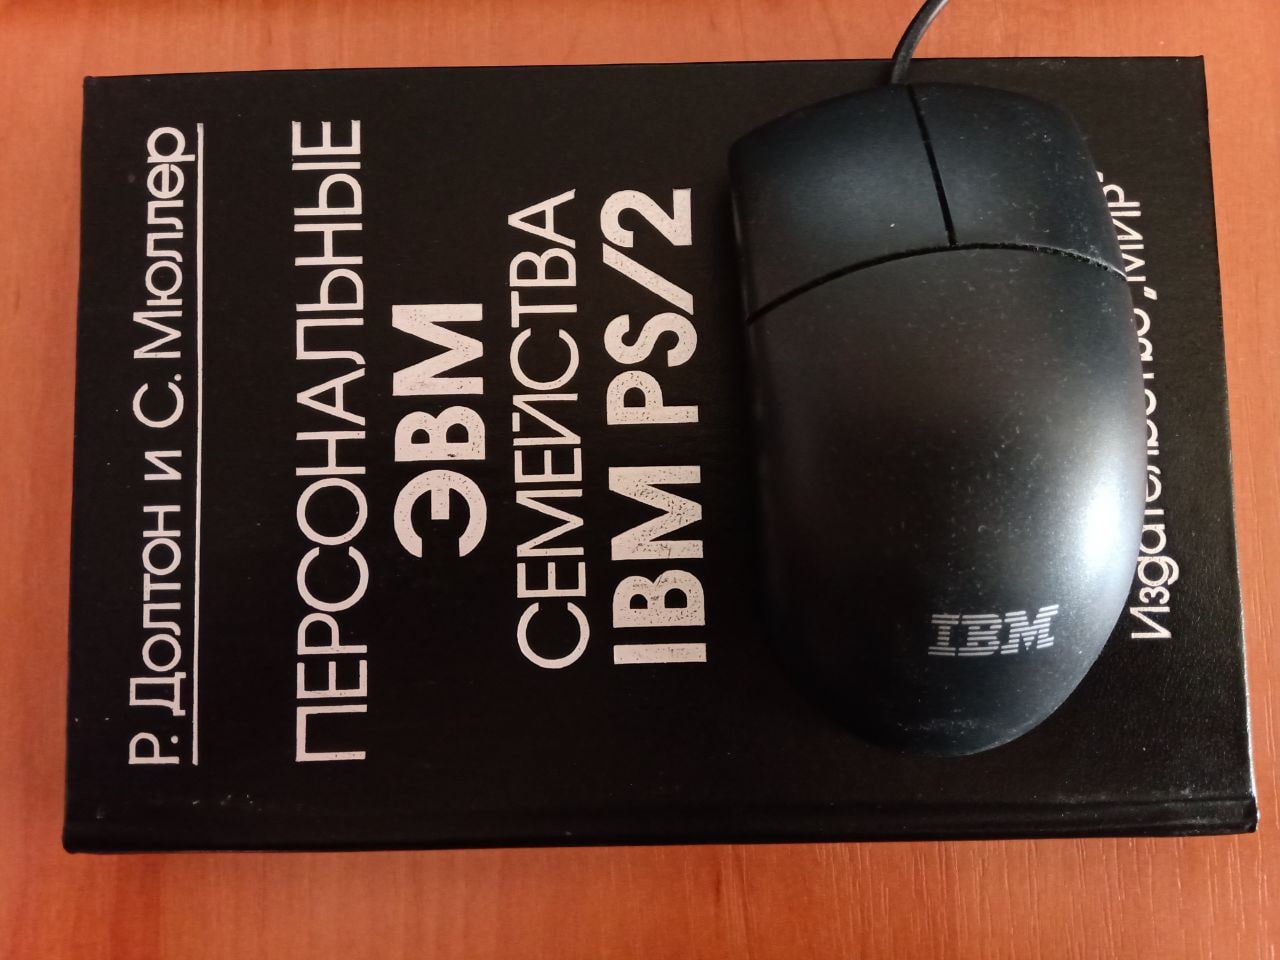 Р. Долтон и С. Мюллер
ПЕРСОНАЛЬНЫЕ
ЭВМ
СЕМЕЙСТВА
IBM PS/2
Издательство „МИР"
IBM